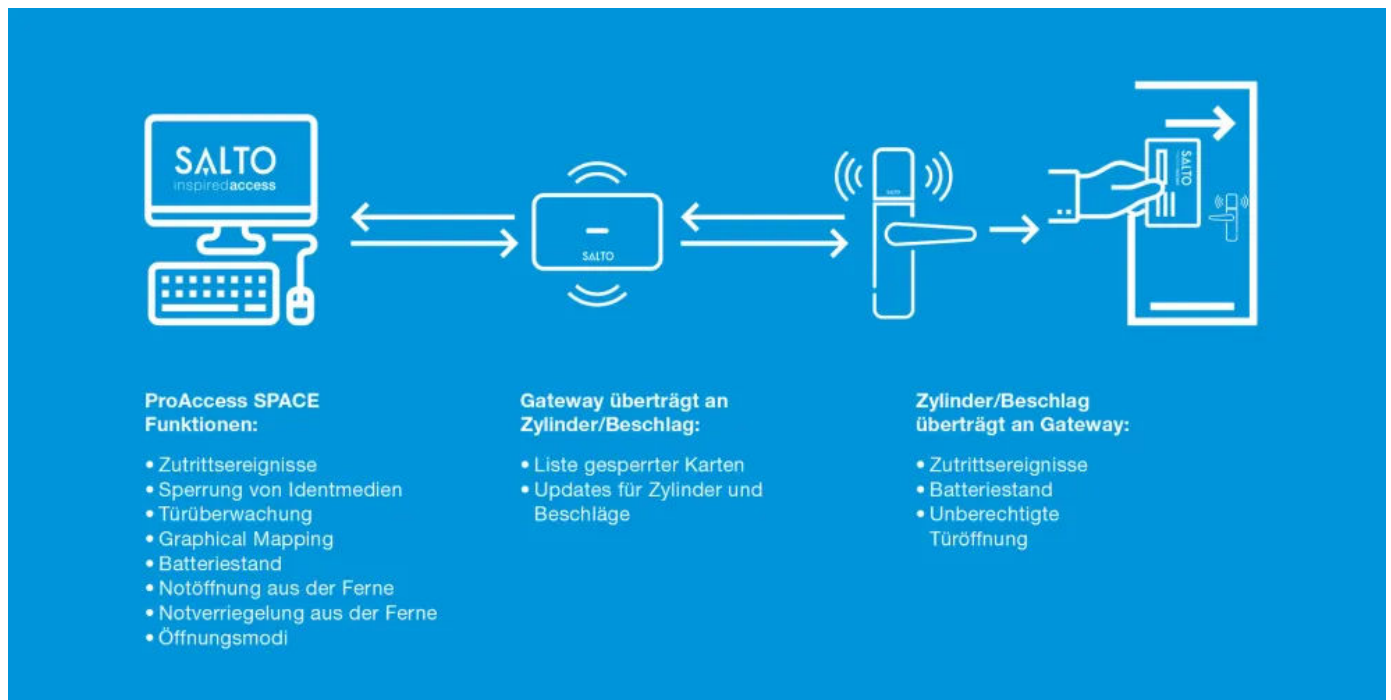 SALTO
inspiredaccess
SALTO
SALTO
ProAccess SPACE
Funktionen:
• Zutrittsereignisse
• Sperrung von Identmedien
• Türüberwachung
• Graphical Mapping
• Batteriestand
• Notöffnung aus der Ferne
• Notverriegelung aus der Ferne
• Öffnungsmodi
Gateway überträgt an
Zylinder/Beschlag:
• Liste gesperrter Karten
• Updates für Zylinder und
Beschläge
Zylinder/Beschlag
überträgt an Gateway:
• Zutrittsereignisse
• Batteriestand
• Unberechtigte
Türöffnung